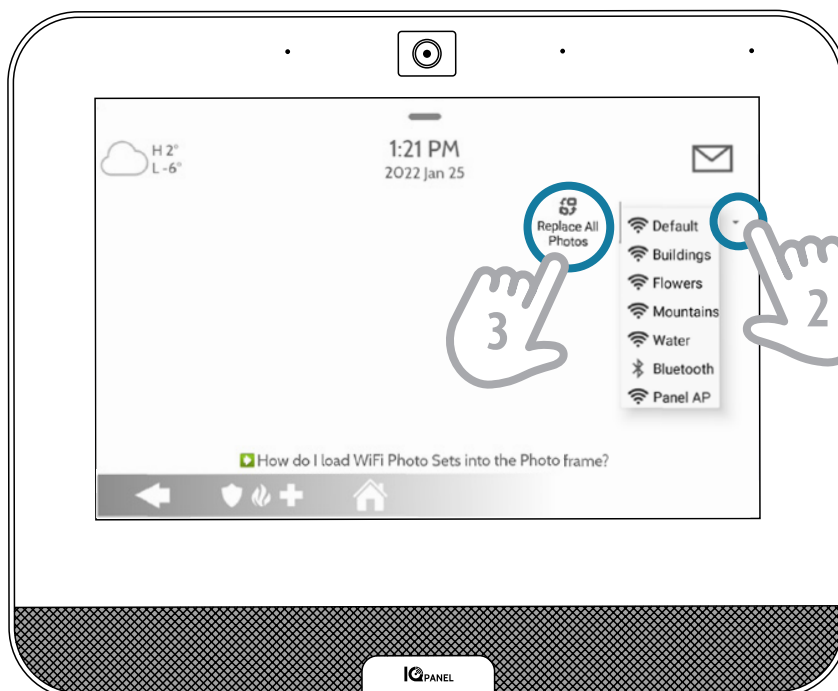 H 2°
L -6°
1:21 PM
2022 Jan 25
Replace All
Photos
Default
Buildings
Flowers
Mountains
Water
Bluetooth
Panel AP
3
2
How do I load WiFi Photo Sets into the Photo frame?
IQ PANEL